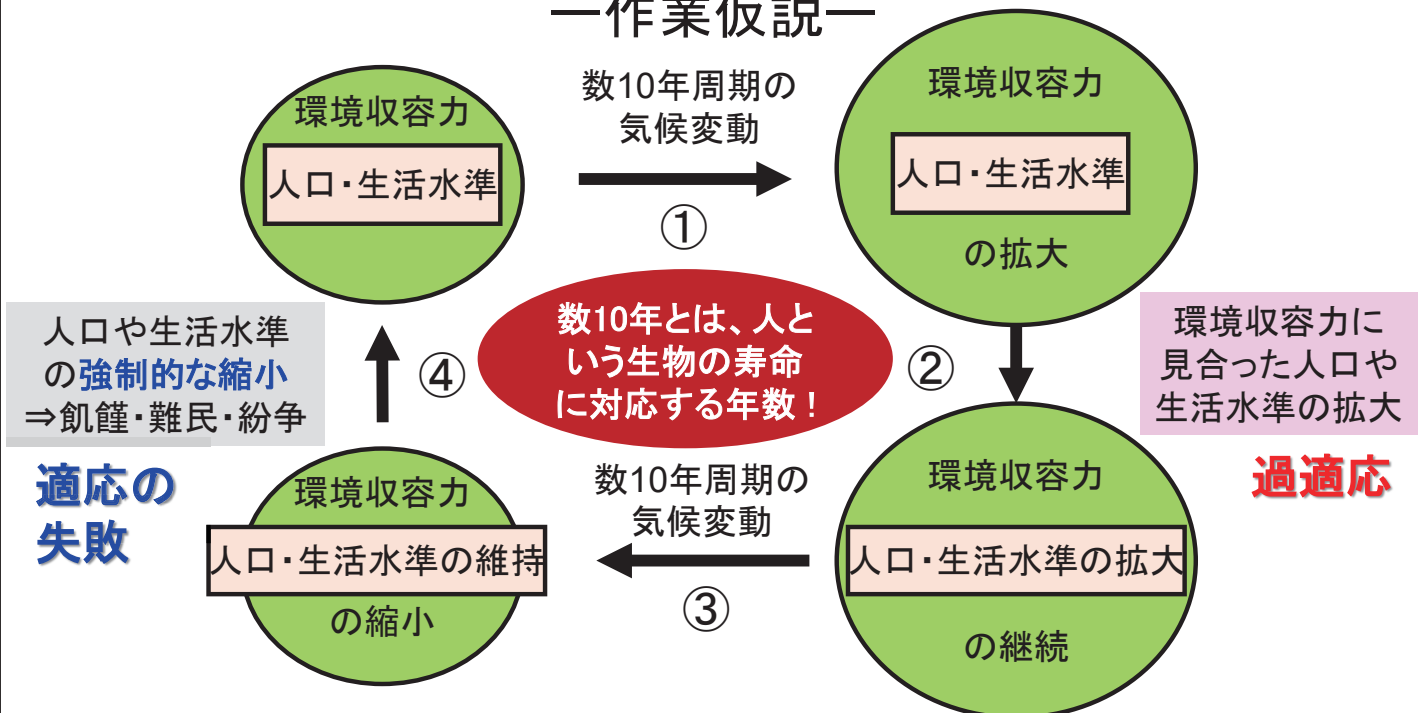 ―作業仮説―
環境収容力
人口・生活水準
数10年周期の
気候変動
①
環境収容力
人口・生活水準
の拡大
環境収容力に
見合った人口や
生活水準の拡大
過適応
②
数10年とは、人と
いう生物の寿命
に対応する年数！
人口や生活水準
の強制的な縮小
⇒飢饉・難民・紛争
適応の
失敗
④
環境収容力
人口・生活水準の維持
の縮小
数10年周期の
気候変動
③
環境収容力
人口・生活水準の拡大
の継続